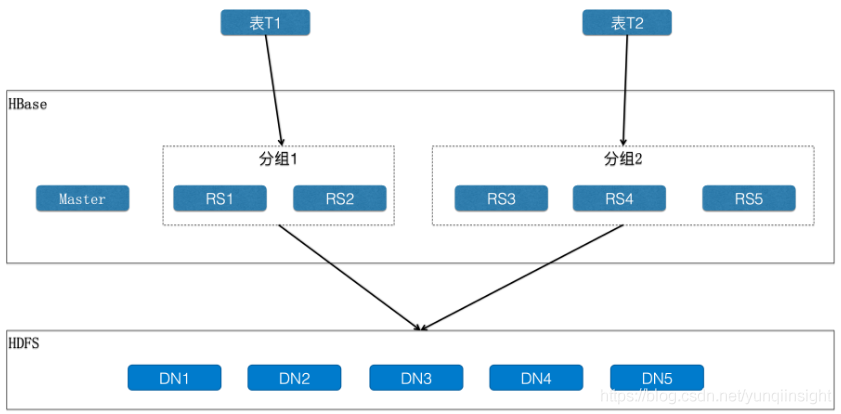 表T1
表T2
HBase
分组1
分组2
Master
RS1
RS2
RS3
RS4
RS5
HDFS
DN1
DN2
DN3
DN4
DN5
https://blog.csdn.net/yunqiinsight